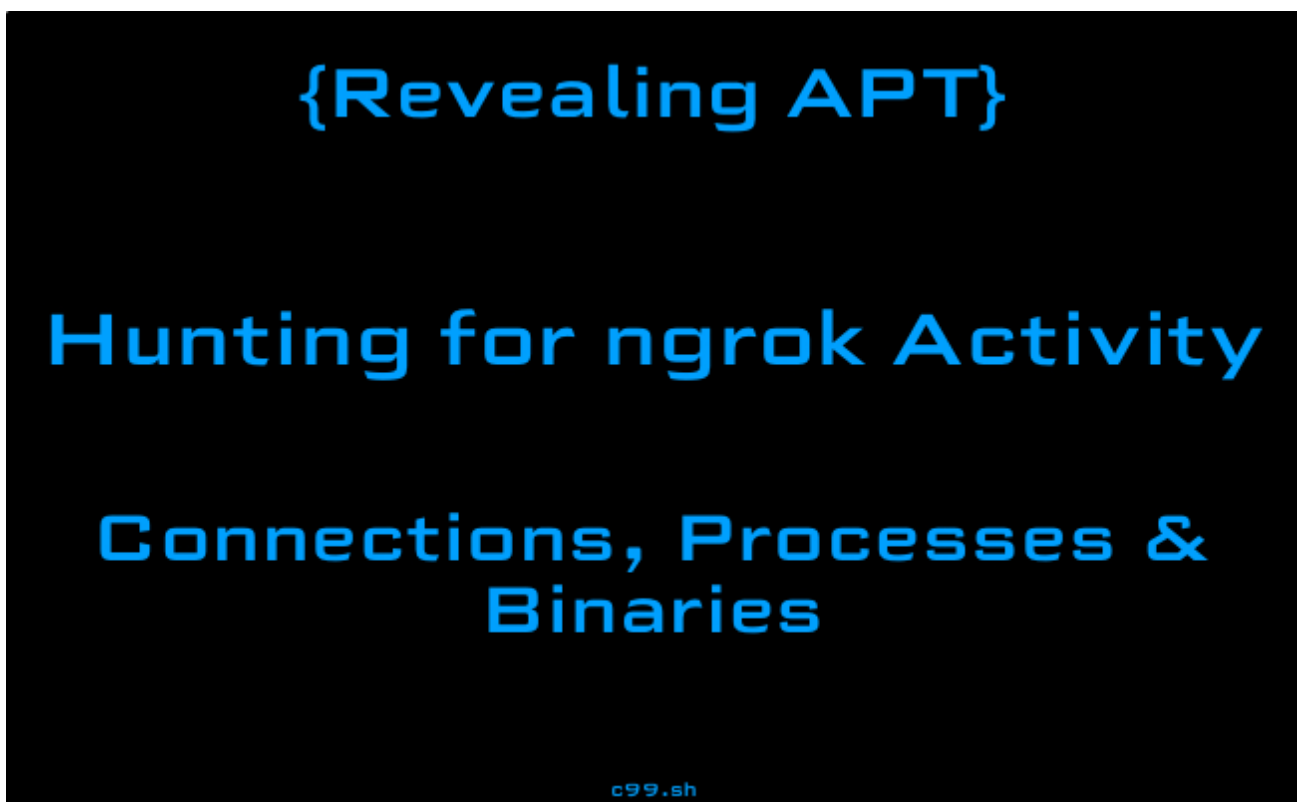 {Revealing APT}
Hunting for ngrok Activity
Connections, Processes &
Binaries
c99.sh